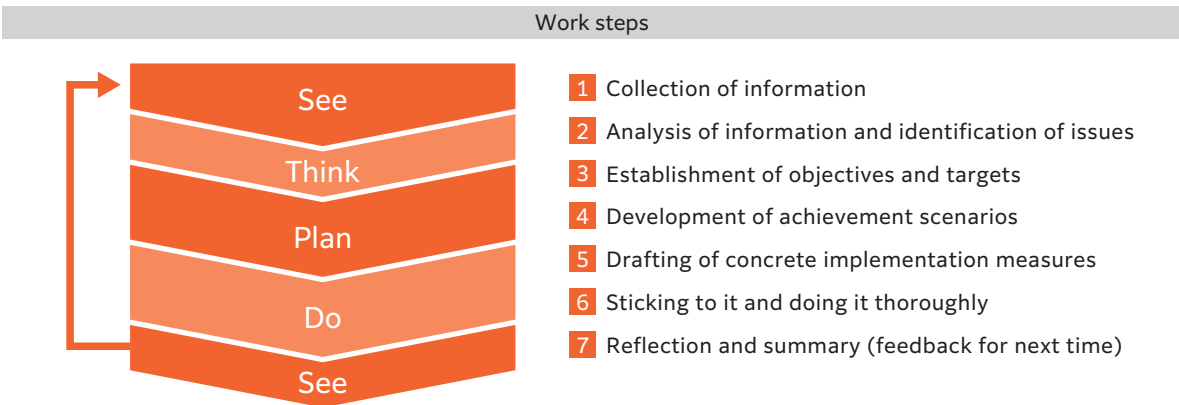 Work steps
See
Think
Plan
Do
See
1 Collection of information
2 Analysis of information and identification of issues
3 Establishment of objectives and targets
4 Development of achievement scenarios
5 Drafting of concrete implementation measures
6 Sticking to it and doing it thoroughly
7 Reflection and summary (feedback for next time)